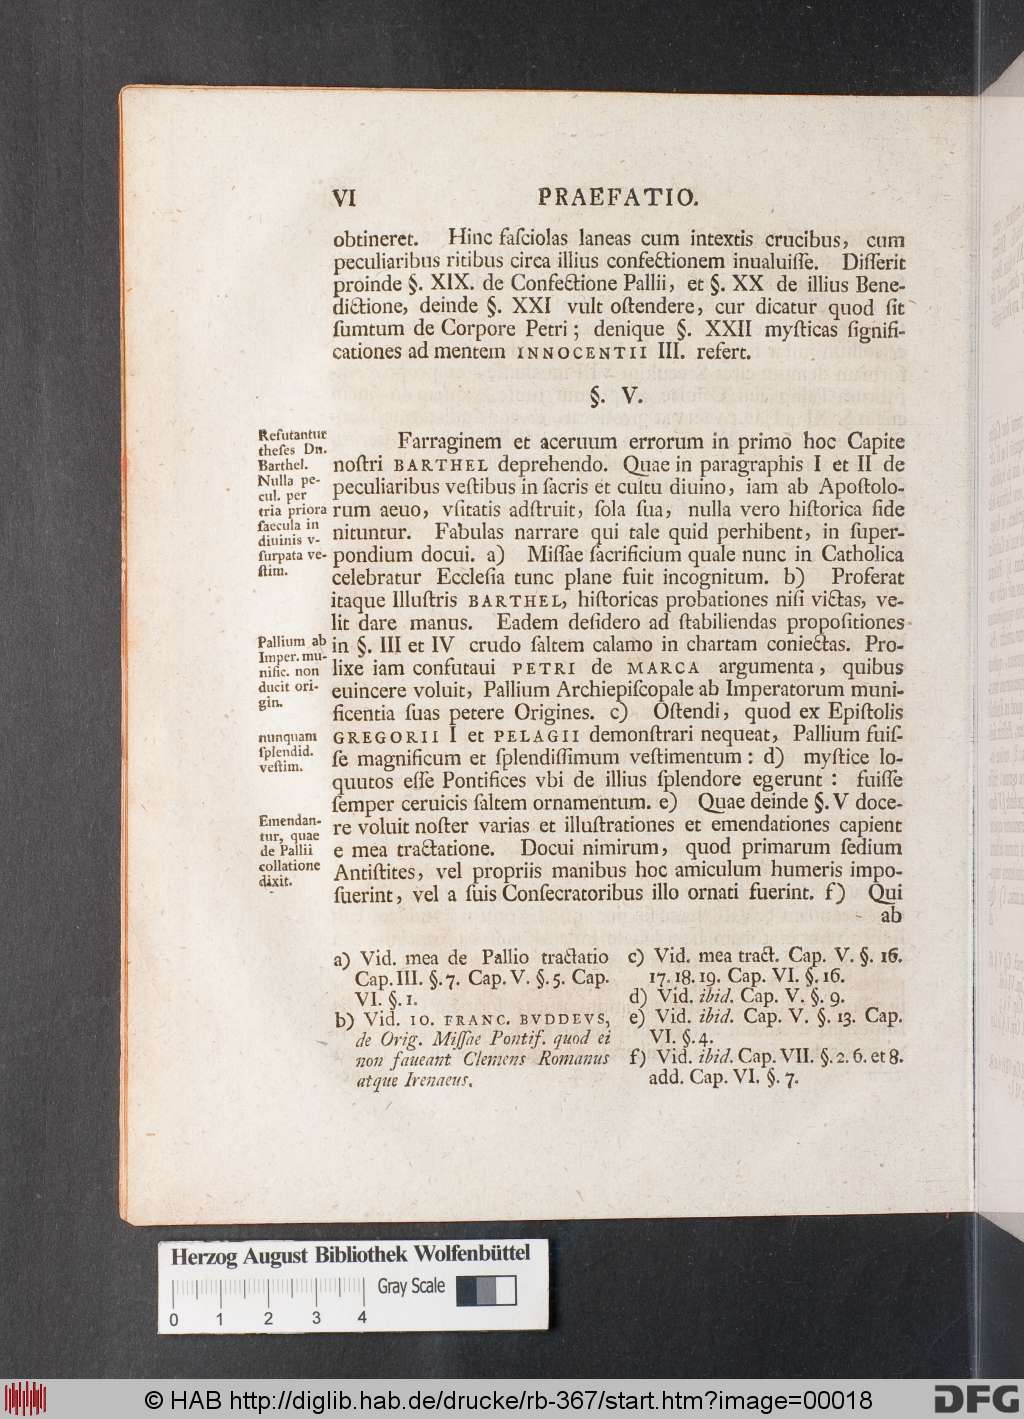 VI PRAEFATIO.
obtineret. Hinc faſciolas laneas cum intextis crucibus, cum
peculiaribus ritibus circa illius confectionem inualuiſſe. Diſſerit
proinde §. XIX. de Confectione Pallii, et §. XX de illius Bene-
dictione, deinde §. XXI vult oſtendere, cur dicatur quod ſit
ſumtum de Corpore Petri; denique §. XXII myſticas ſignifi-
cationes ad mentem INNOCENTII III. refert.
§. V.
Refutantur
theſes Dn.
Barthel.
Nulla pe-
cul. per
tria priora
ſaecula in
diuinis v-
ſurpata ve-
ſtim.
Farraginem et aceruum errorum in primo hoc Capite
noſtri BARTHEL deprehendo. Quae in paragraphis I et II de
peculiaribus veſtibus in ſacris et cultu diuino, iam ab Apoſtolo-
rum aeuo, vſitatis adſtruit, ſola ſua, nulla vero hiſtorica fide
nituntur. Fabulas narrare qui tale quid perhibent, in ſuper-
pondium docui. a) Miſſae ſacrificium quale nunc in Catholica
celebratur Eccleſia tunc plane fuit incognitum. b) Proferat
itaque Illuſtris BARTHEL, hiſtoricas probationes niſi victas, ve-
lit dare manus. Eadem deſidero ad ſtabiliendas propoſitiones
Pallium ab
Imper. mu-
nific. non
ducit ori-
gin.
in §. III et IV crudo ſaltem calamo in chartam coniectas. Pro-
lixe iam confutaui PETRI de MARCA argumenta, quibus
euincere voluit, Pallium Archiepiſcopale ab Imperatorum muni-
ficentia ſuas petere Origines. c) Oſtendi, quod ex Epiſtolis
nunquam
ſplendid.
veſtim.
GREGORII I et PELAGII demonſtrari nequeat, Pallium fuiſ-
ſe magnificum et ſplendiſſimum veſtimentum: d) myſtice lo-
quutos eſſe Pontifices vbi de illius ſplendore egerunt: fuiſſe
ſemper ceruicis ſaltem ornamentum. e) Quae deinde §. V doce-
Emendan-
tur, quae
de Pallii
collatione
dixit.
re voluit noſter varias et illuſtrationes et emendationes capient
e mea tractatione. Docui nimirum, quod primarum ſedium
Antiſtites, vel propriis manibus hoc amiculum humeris impo-
ſuerint, vel a ſuis Conſecratoribus illo ornati fuerint. f) Qui
ab
a) Vid. mea de Pallio tractatio
Cap. III. §. 7. Cap. V. §. 5. Cap.
VI. §. 1.
b) Vid. IO. FRANC. BVDDEVS,
de Orig. Miſſae Pontif. quod ei
non faueant Clemens Romanus
atque Irenaeus.
c) Vid. mea tract. Cap. V. §. 16.
17. 18. 19. Cap. VI. §. 16.
d) Vid. ibid. Cap. V. §. 9.
e) Vid. ibid. Cap. V. §. 13. Cap.
VI. §. 4.
f) Vid. ibid. Cap. VII. §. 2. 6. et 8.
add. Cap. VI. §. 7.
Herzog August Bibliothek Wolfenbüttel
Gray Scale
0 1 2 3 4
© HAB http://diglib.hab.de/drucke/rb-367/start.htm?image=00018
DFG